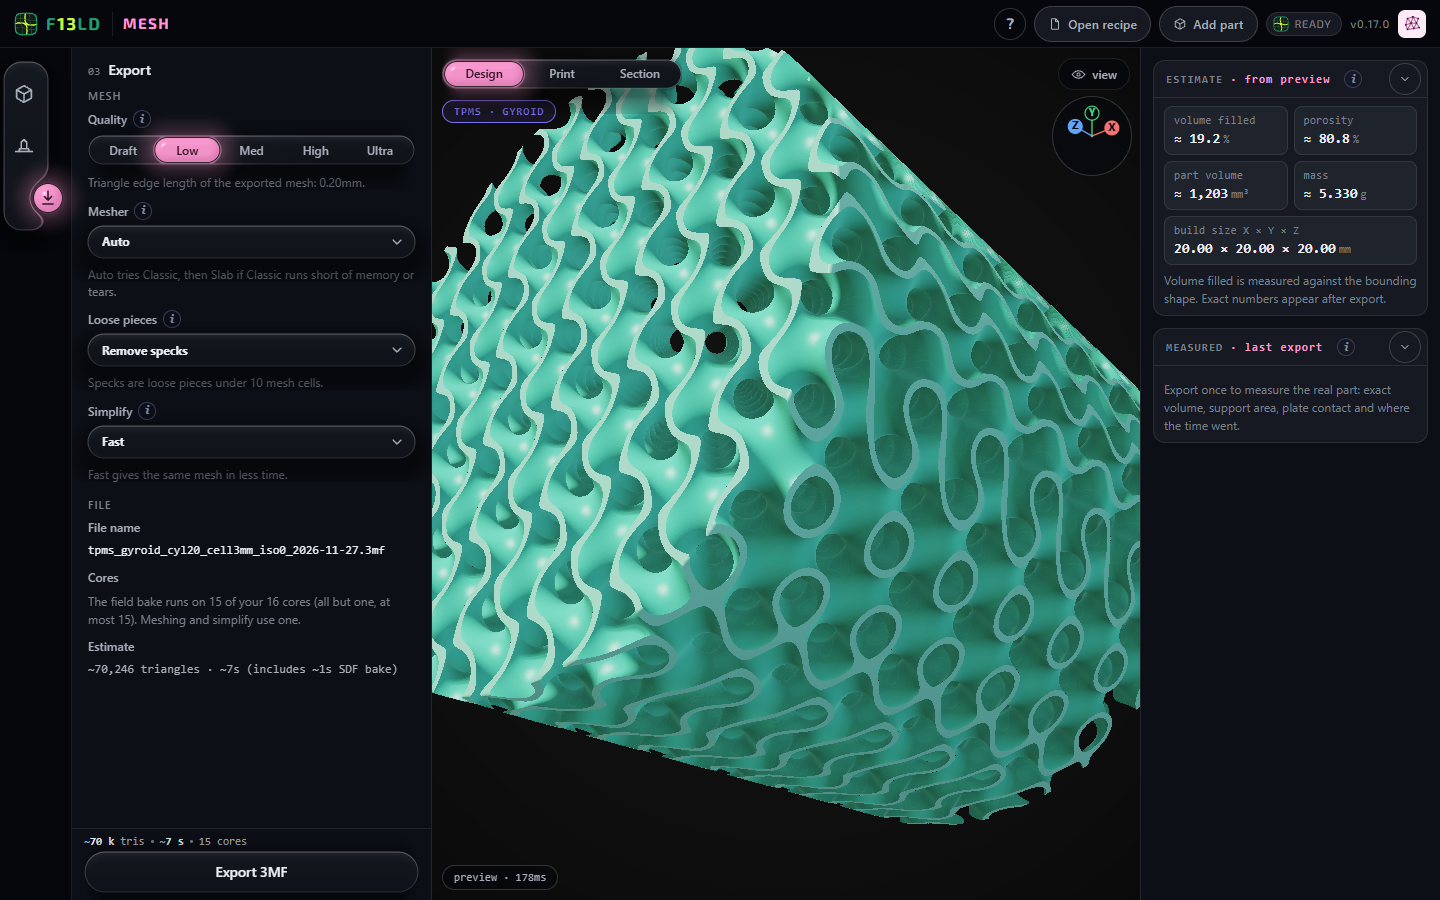 F13LD MESH
? Open recipe Add part READY v0.17.0
03 Export
MESH
Quality i
Draft Low Med High Ultra
Triangle edge length of the exported mesh: 0.20mm.
Mesher i
Auto
Auto tries Classic, then Slab if Classic runs short of memory or
tears.
Loose pieces i
Remove specks
Specks are loose pieces under 10 mesh cells.
Simplify i
Fast
Fast gives the same mesh in less time.
FILE
File name
tpms_gyroid_cyl20_cell3mm_iso0_2026-11-27.3mf
Cores
The field bake runs on 15 of your 16 cores (all but one, at
most 15). Meshing and simplify use one.
Estimate
~70,246 triangles · ~7s (includes ~1s SDF bake)
~70 k tris • ~7 s • 15 cores
Export 3MF
Design Print Section
TPMS · GYROID
view
Y
Z X
preview · 178ms
ESTIMATE · from preview i
volume filled
≈ 19.2 %
porosity
≈ 80.8 %
part volume
≈ 1,203 mm³
mass
≈ 5.330 g
build size X × Y × Z
20.00 × 20.00 × 20.00 mm
Volume filled is measured against the bounding
shape. Exact numbers appear after export.
MEASURED · last export i
Export once to measure the real part: exact
volume, support area, plate contact and where
the time went.